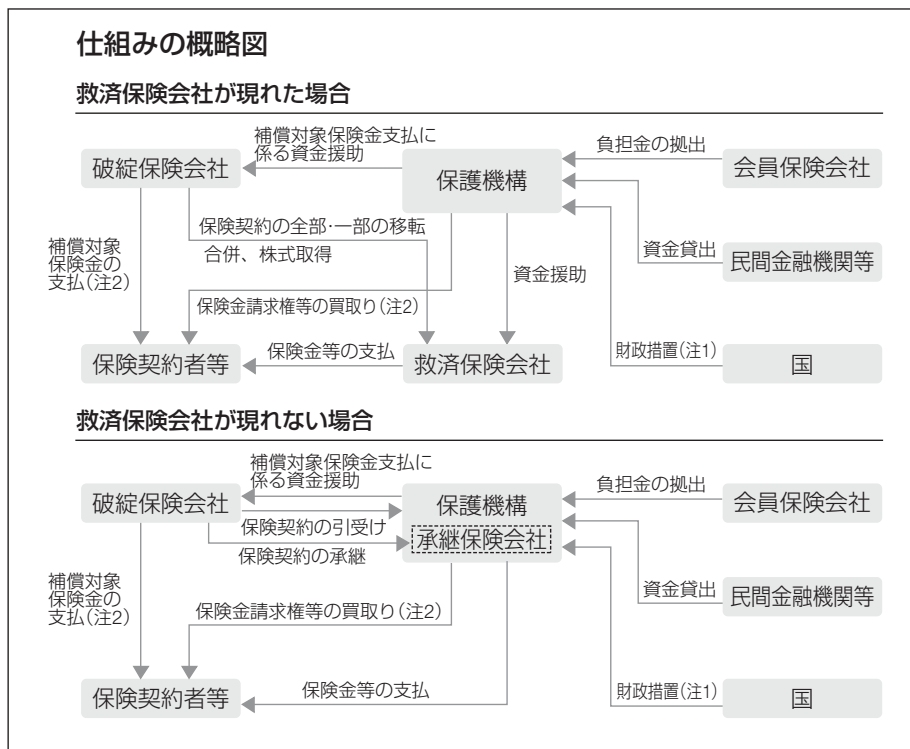 仕組みの概略図
救済保険会社が現れた場合
補償対象保険金支払に
係る資金援助
負担金の拠出
破綻保険会社
保護機構
会員保険会社
保険契約の全部・一部の移転
合併、株式取得
補償対象
保険金の
支払(注2)
資金援助
資金貸出
民間金融機関等
保険金請求権等の買取り(注2)
保険金等の支払
財政措置(注1)
保険契約者等
救済保険会社
国
救済保険会社が現れない場合
補償対象保険金支払に
係る資金援助
負担金の拠出
破綻保険会社
保護機構
会員保険会社
保険契約の引受け
承継保険会社
保険契約の承継
補償対象
保険金の
支払(注2)
資金貸出
民間金融機関等
保険金請求権等の買取り(注2)
保険金等の支払
財政措置(注1)
保険契約者等
国